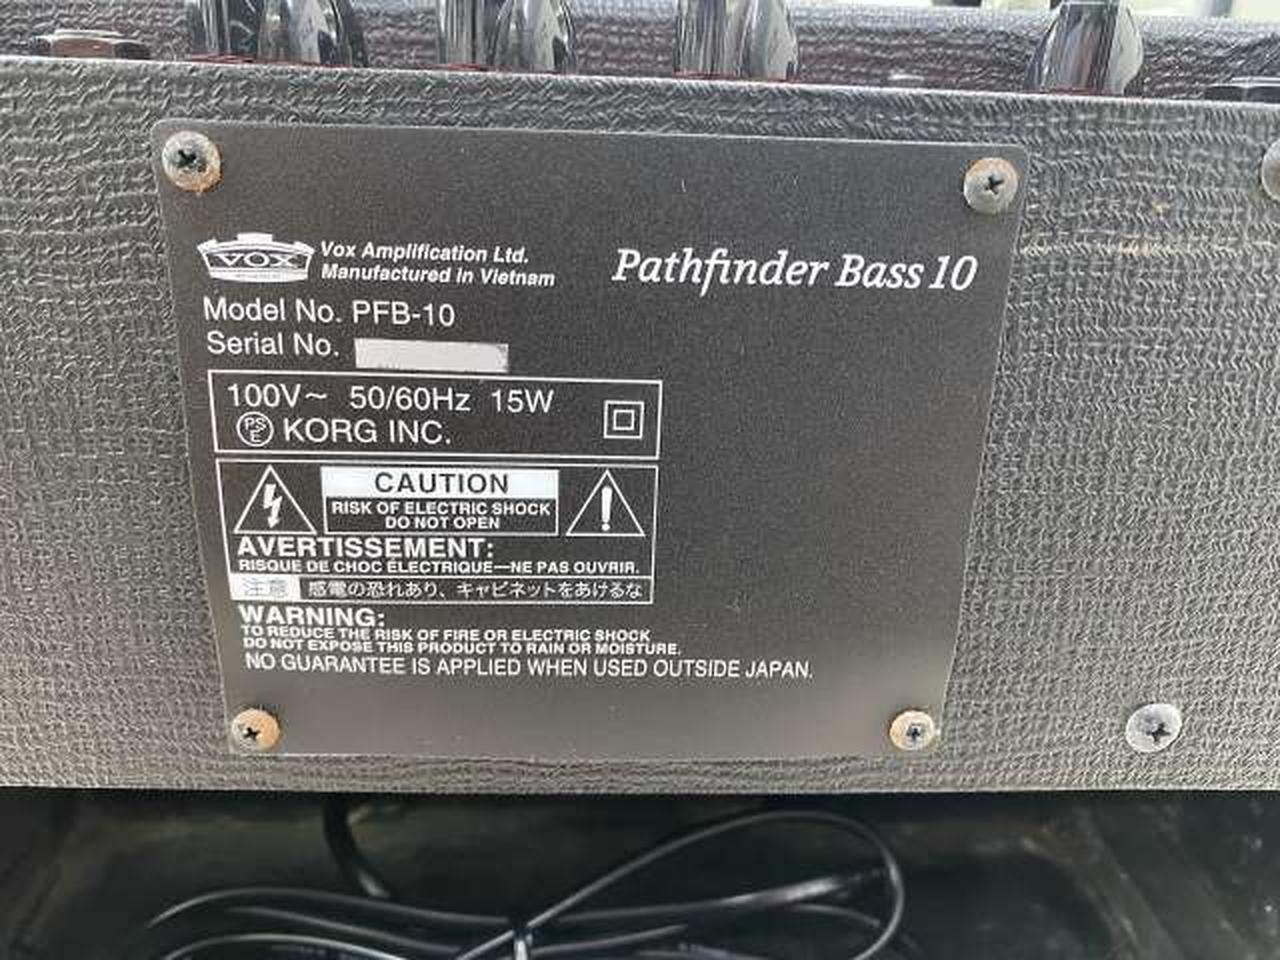 VOX
Vox Amplification Ltd.
Manufactured in Vietnam
Pathfinder Bass 10
Model No. PFB-10
Serial No.
100V~ 50/60Hz 15W
PSE KORG INC.
CAUTION
RISK OF ELECTRIC SHOCK
DO NOT OPEN
AVERTISSEMENT:
RISQUE DE CHOC ÉLECTRIQUE—NE PAS OUVRIR.
注意 感電の恐れあり、キャビネットをあけるな
WARNING:
TO REDUCE THE RISK OF FIRE OR ELECTRIC SHOCK
DO NOT EXPOSE THIS PRODUCT TO RAIN OR MOISTURE.
NO GUARANTEE IS APPLIED WHEN USED OUTSIDE JAPAN.